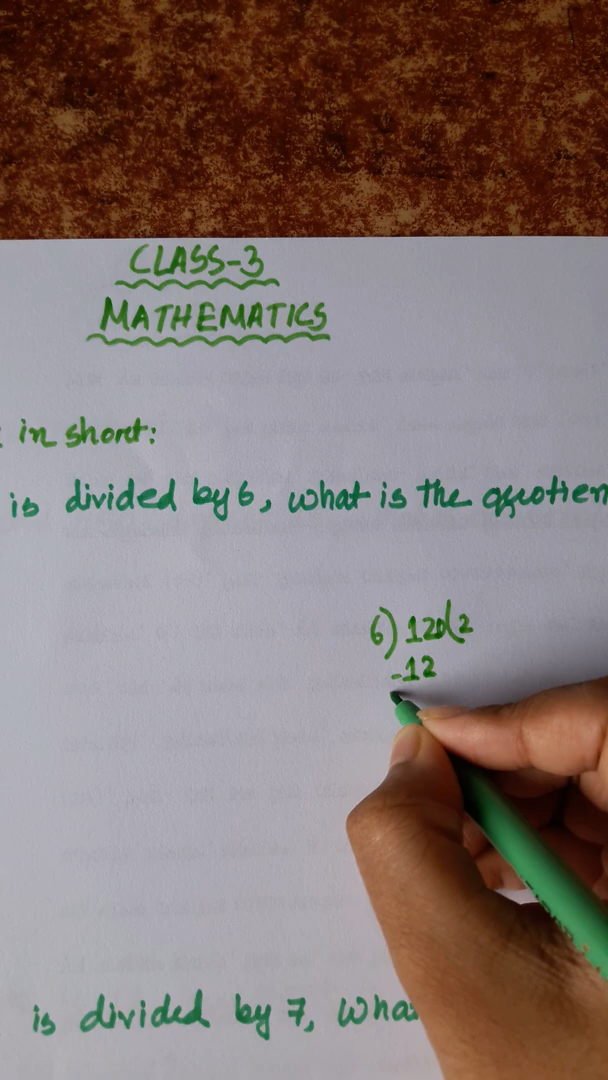 CLASS-3
MATHEMATICS
in short:
is divided by 6, what is the quotien
6)120(2
-12
is divided by 7, wha